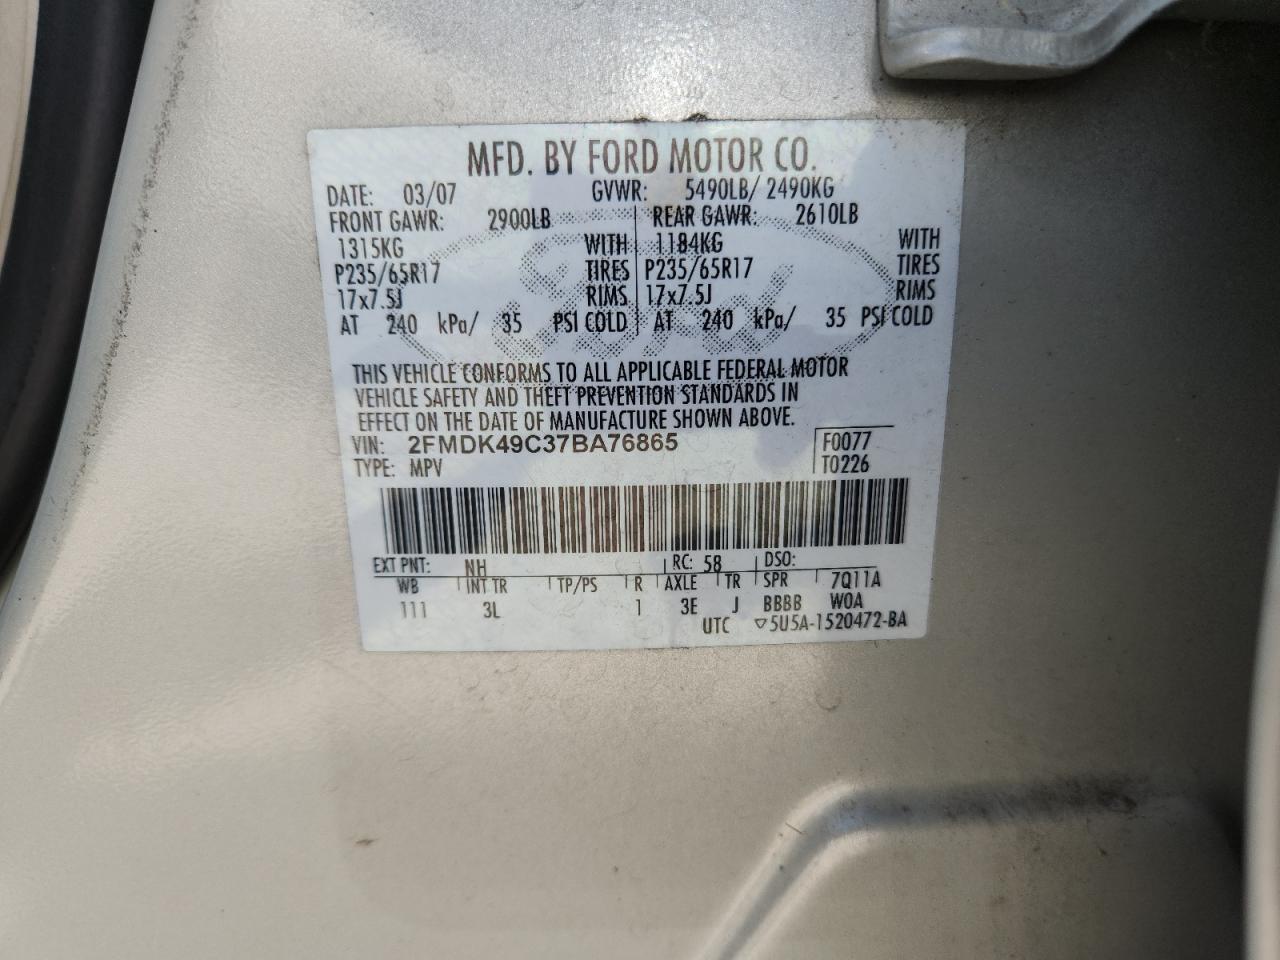 MFD. BY FORD MOTOR CO.
DATE: 03/07 GVWR: 5490LB/ 2490KG
FRONT GAWR: 2900LB REAR GAWR: 2610LB
1315KG WITH 1184KG WITH
P235/65R17 TIRES P235/65R17 TIRES
17x7.5J RIMS 17x7.5J RIMS
AT 240 kPa/ 35 PSI COLD AT 240 kPa/ 35 PSI COLD
THIS VEHICLE CONFORMS TO ALL APPLICABLE FEDERAL MOTOR
VEHICLE SAFETY AND THEFT PREVENTION STANDARDS IN
EFFECT ON THE DATE OF MANUFACTURE SHOWN ABOVE.
VIN: 2FMDK49C37BA76865 F0077
TYPE: MPV T0226
EXT PNT: NH RC: 58 DSO:
WB INT TR TP/PS R AXLE TR SPR 7Q11A
111 3L 1 3E J BBBB WOA
UTC ▽5U5A-1520472-BA